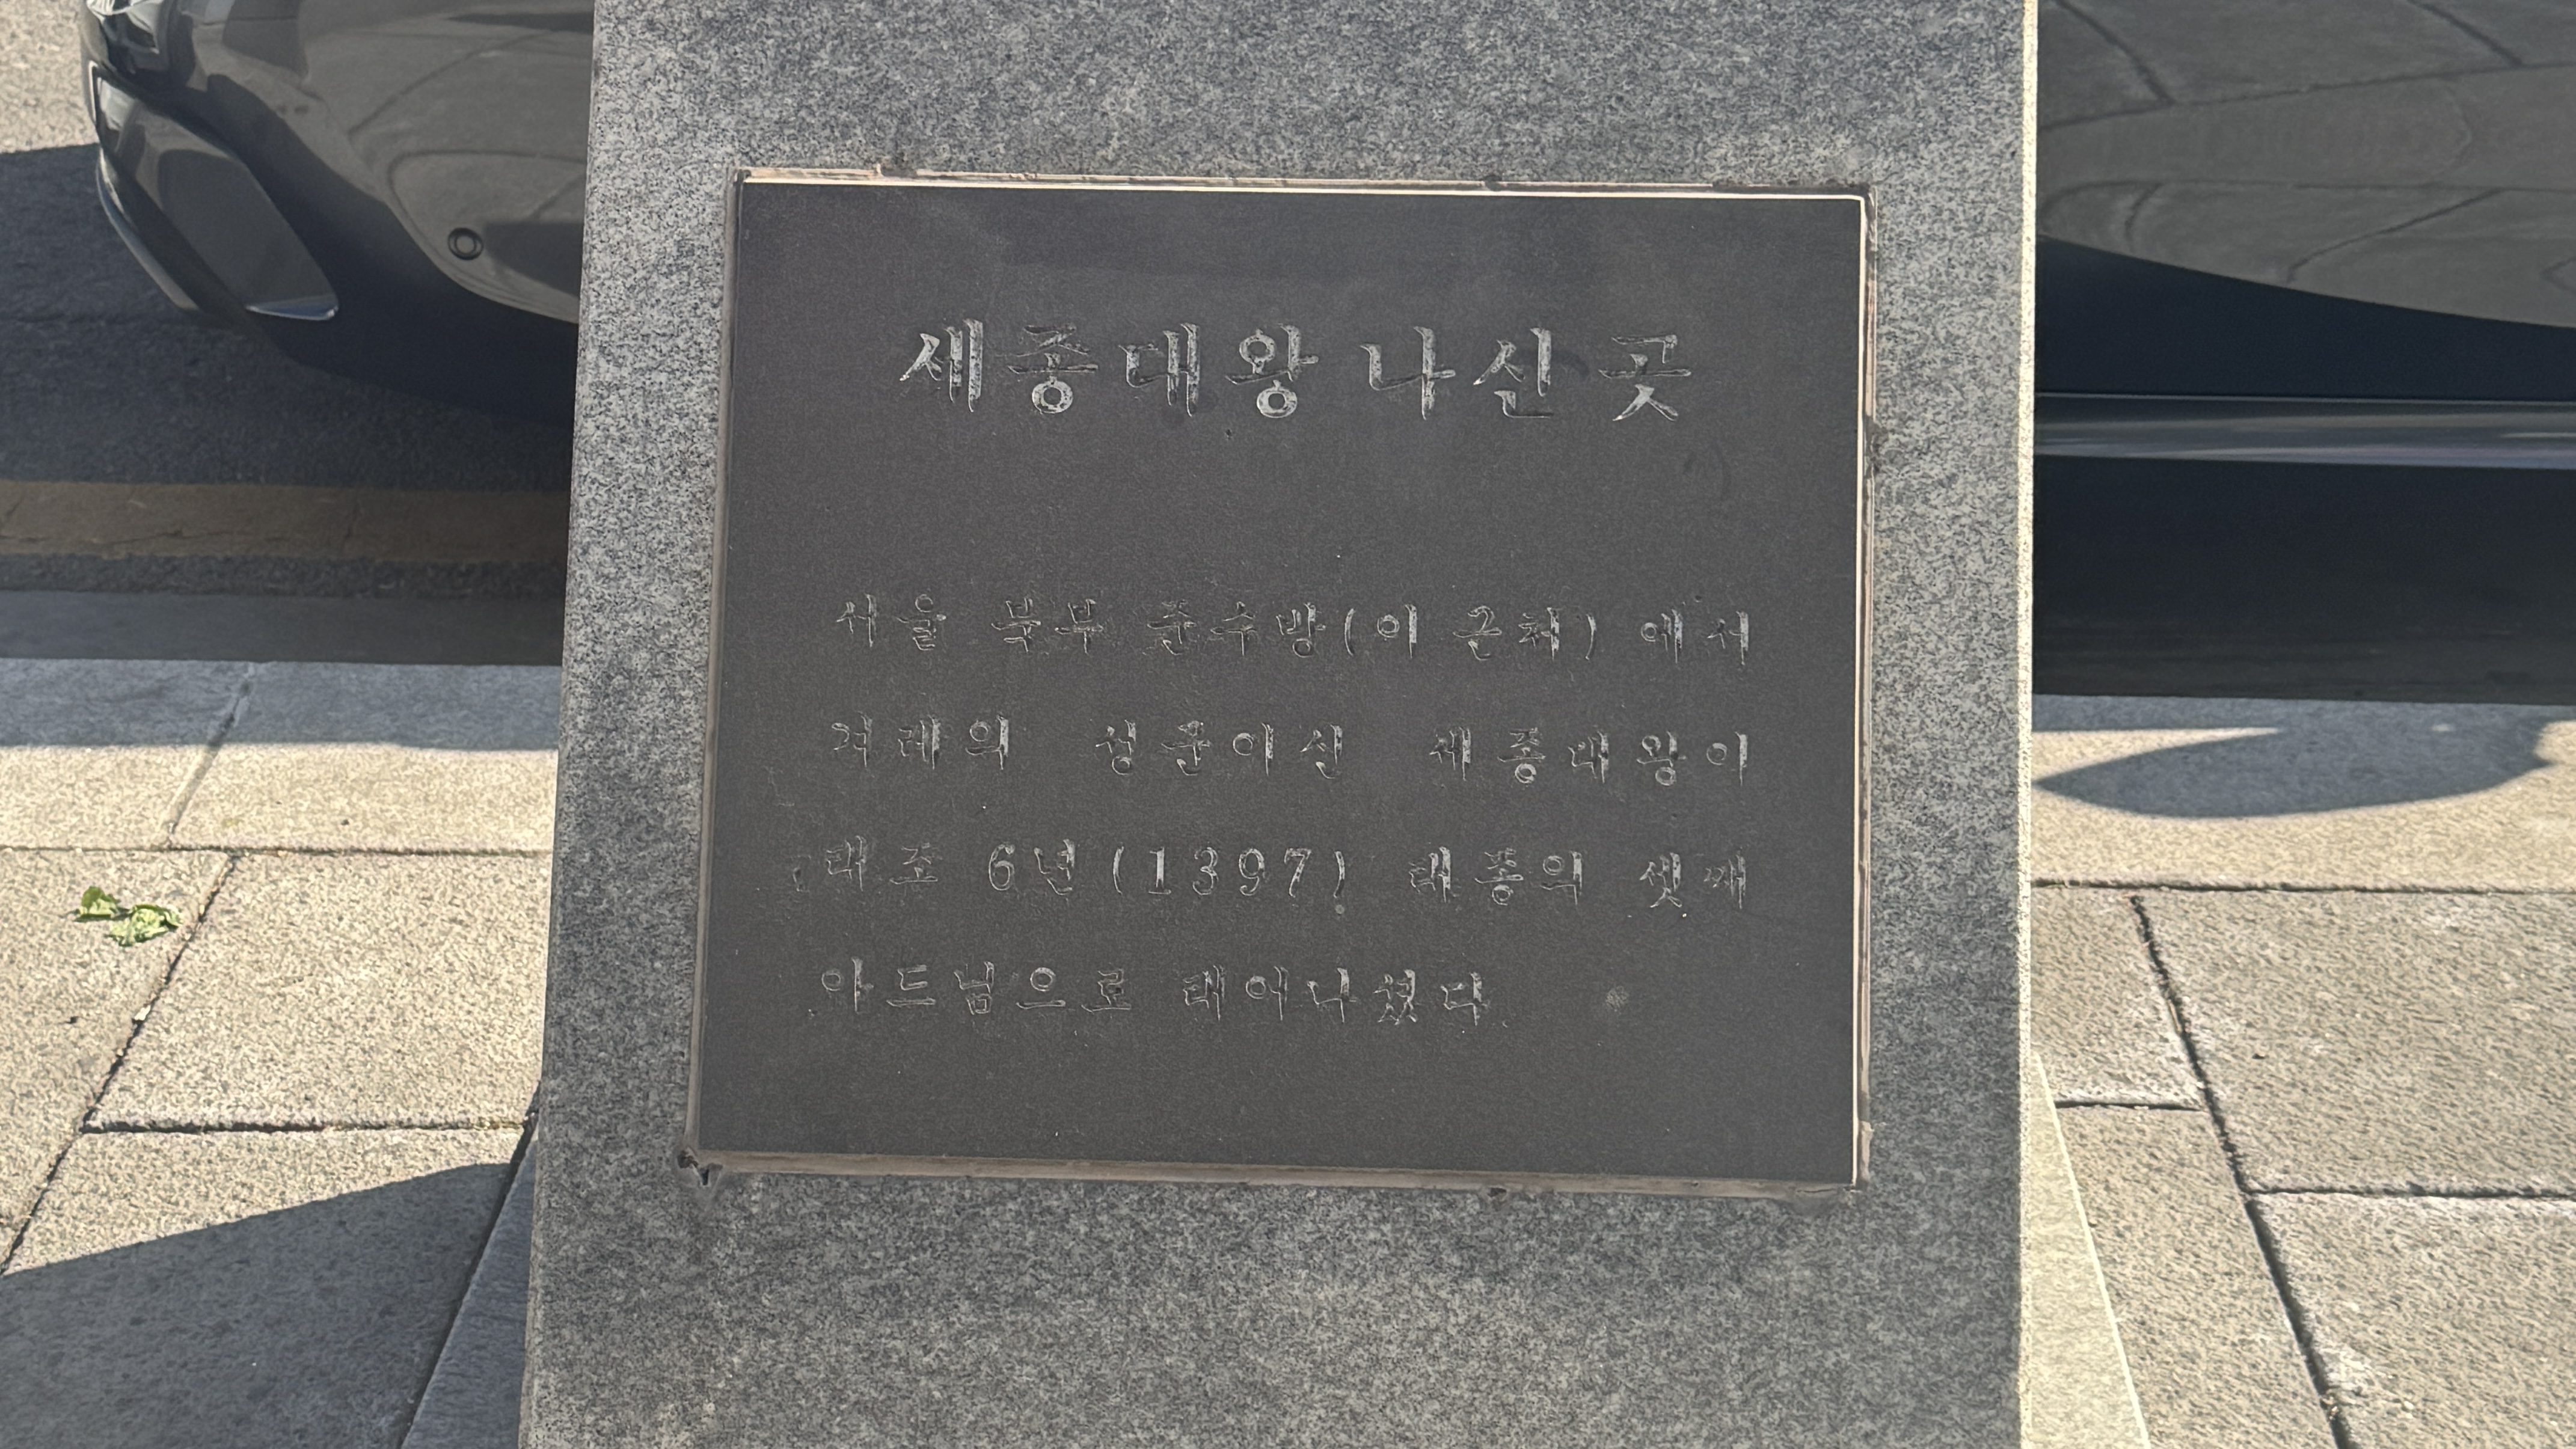 세종대왕 나신 곳
서울 북부 준수방(이 근처) 에서
겨레의 성군이신 세종대왕이
태조 6년 (1397) 태종의 셋째
아드님으로 태어나셨다.